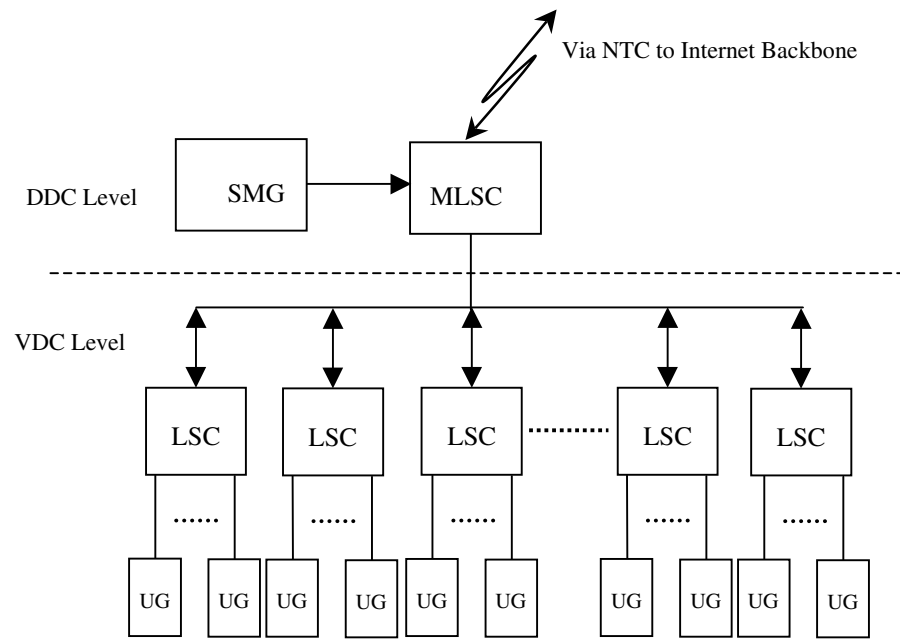 Via NTC to Internet Backbone
DDC Level
SMG
MLSC
VDC Level
LSC
LSC
LSC
LSC
LSC
UG
UG
UG
UG
UG
UG
UG
UG
UG
UG